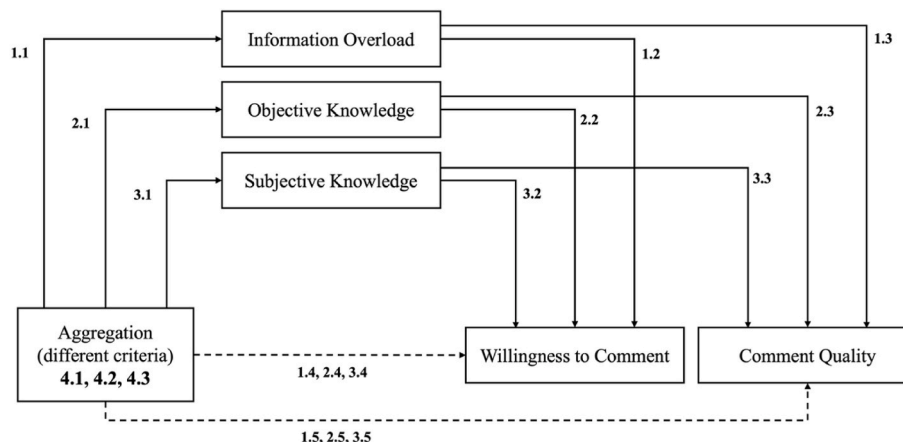 Information Overload
1.1
1.2
1.3
Objective Knowledge
2.1
2.2
2.3
Subjective Knowledge
3.1
3.2
3.3
Aggregation
(different criteria)
4.1, 4.2, 4.3
Willingness to Comment
Comment Quality
1.4, 2.4, 3.4
1.5, 2.5, 3.5